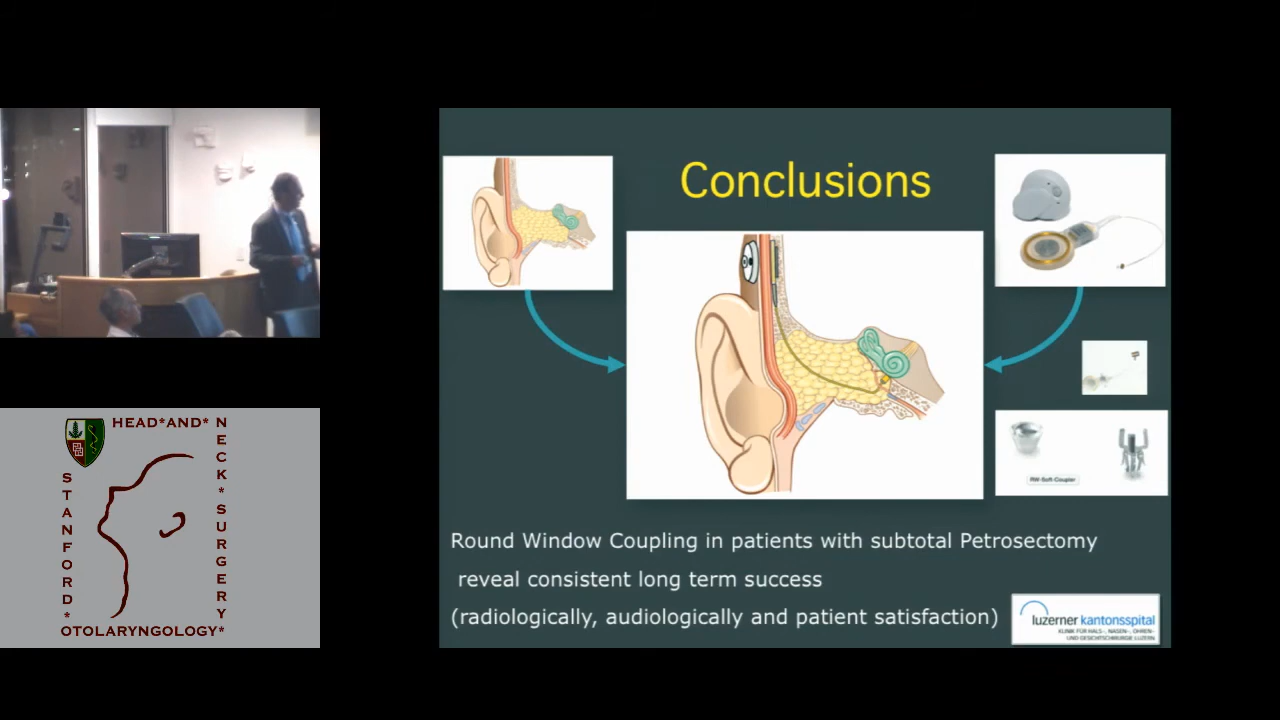 HEAD*AND*
NECK*SURGERY*
STANFORD*
OTOLARYNGOLOGY*
Conclusions
RW-Soft-Coupler
Round Window Coupling in patients with subtotal Petrosectomy
reveal consistent long term success
(radiologically, audiologically and patient satisfaction)
luzerner kantonsspital
KLINIK FÜR HALS-, NASEN-, OHREN-
UND GESICHTSCHIRURGIE LUZERN